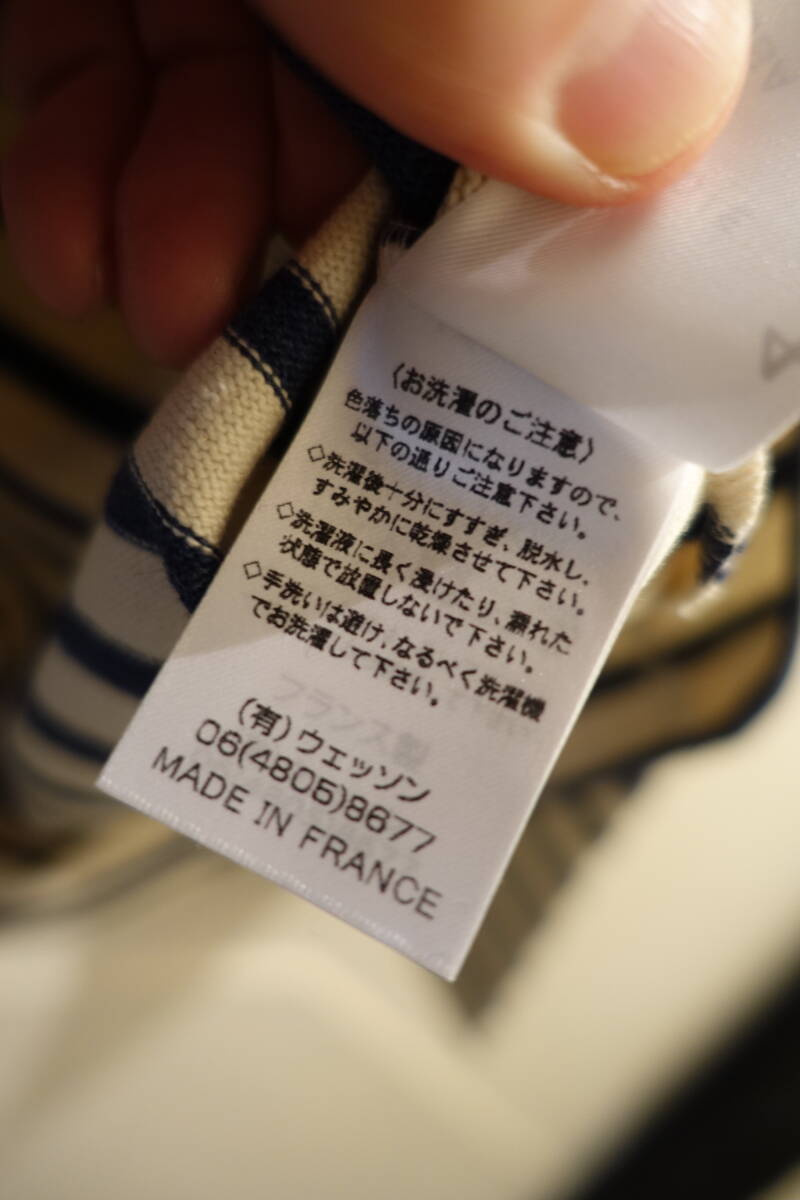 〈お洗濯のご注意〉
色落ちの原因になりますので、
以下の通りご注意下さい。
◇洗濯後十分にすすぎ、脱水し、
すみやかに乾燥させて下さい。
◇洗濯液に長く浸けたり、濡れた
状態で放置しないで下さい。
◇手洗いは避け、なるべく洗濯機
でお洗濯して下さい。
フランス製
(有)ウェッソン
06(4806)8677
MADE IN FRANCE